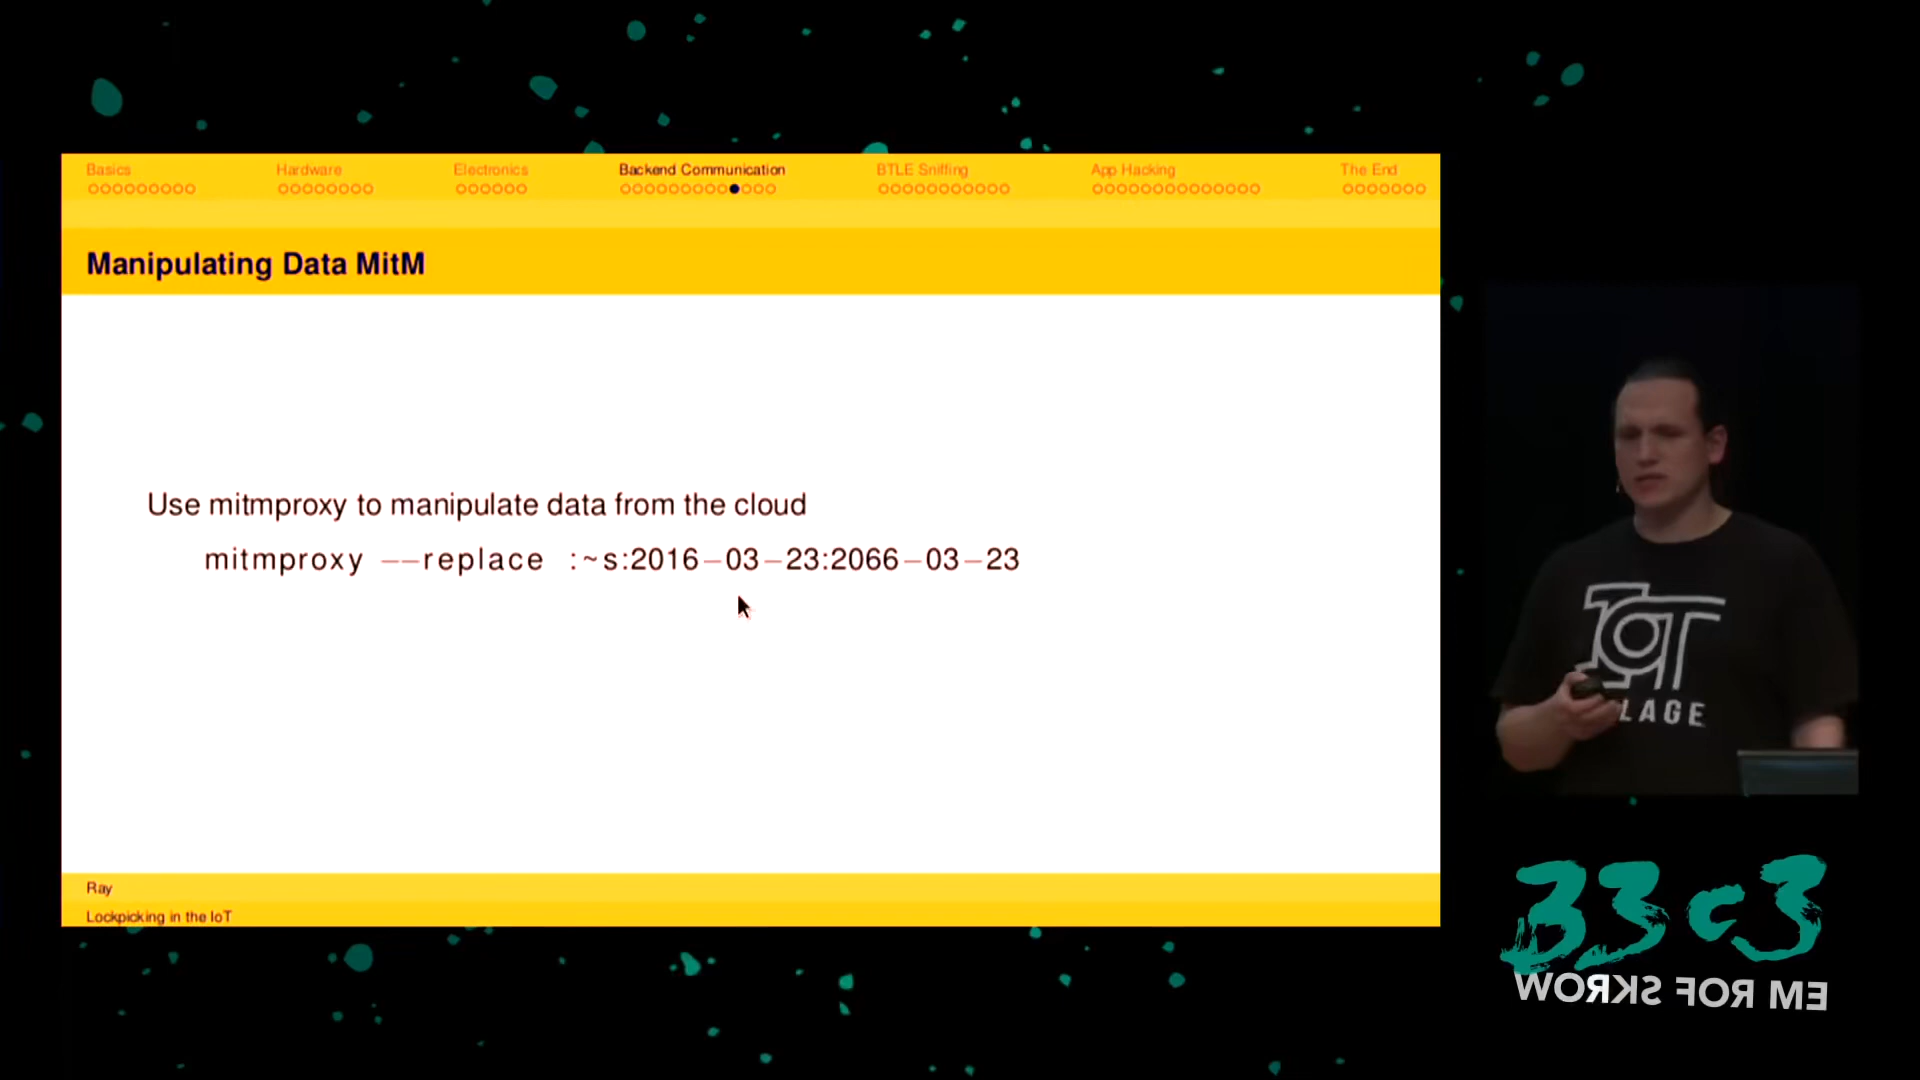 Basics Hardware Electronics Backend Communication BTLE Sniffing App Hacking The End
Manipulating Data MitM
Use mitmproxy to manipulate data from the cloud
mitmproxy --replace :~s:2016-03-23:2066-03-23
Ray
Lockpicking in the IoT
IoT
LAGE
33c3
WORKS FOR ME